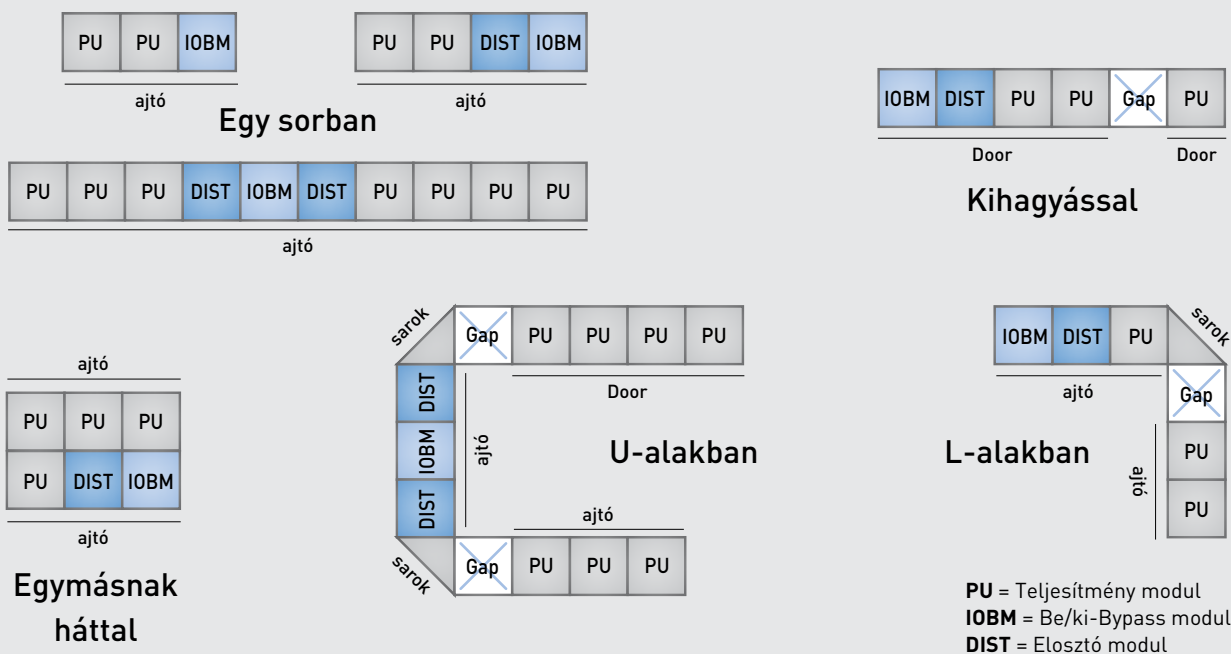 PU PU IOBM
ajtó
PU PU DIST IOBM
ajtó
Egy sorban
PU PU PU DIST IOBM DIST PU PU PU PU
ajtó
IOBM DIST PU PU Gap PU
Door Door
Kihagyással
ajtó
PU PU PU
PU DIST IOBM
ajtó
Egymásnak
háttal
sarok Gap PU PU PU PU
Door
DIST
IOBM
DIST
ajtó
U-alakban
ajtó
sarok Gap PU PU PU
IOBM DIST PU sarok
ajtó
Gap
L-alakban
ajtó
PU
PU
PU = Teljesítmény modul
IOBM = Be/ki-Bypass modul
DIST = Elosztó modul